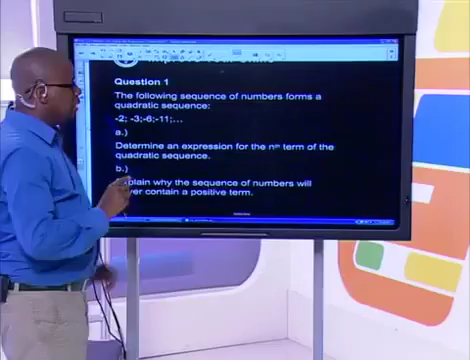 Question 1
The following sequence of numbers forms a
quadratic sequence:
-2; -3;-6;-11;...
a.)
Determine an expression for the nth term of the
quadratic sequence.
b.)
plain why the sequence of numbers will
ver contain a positive term.